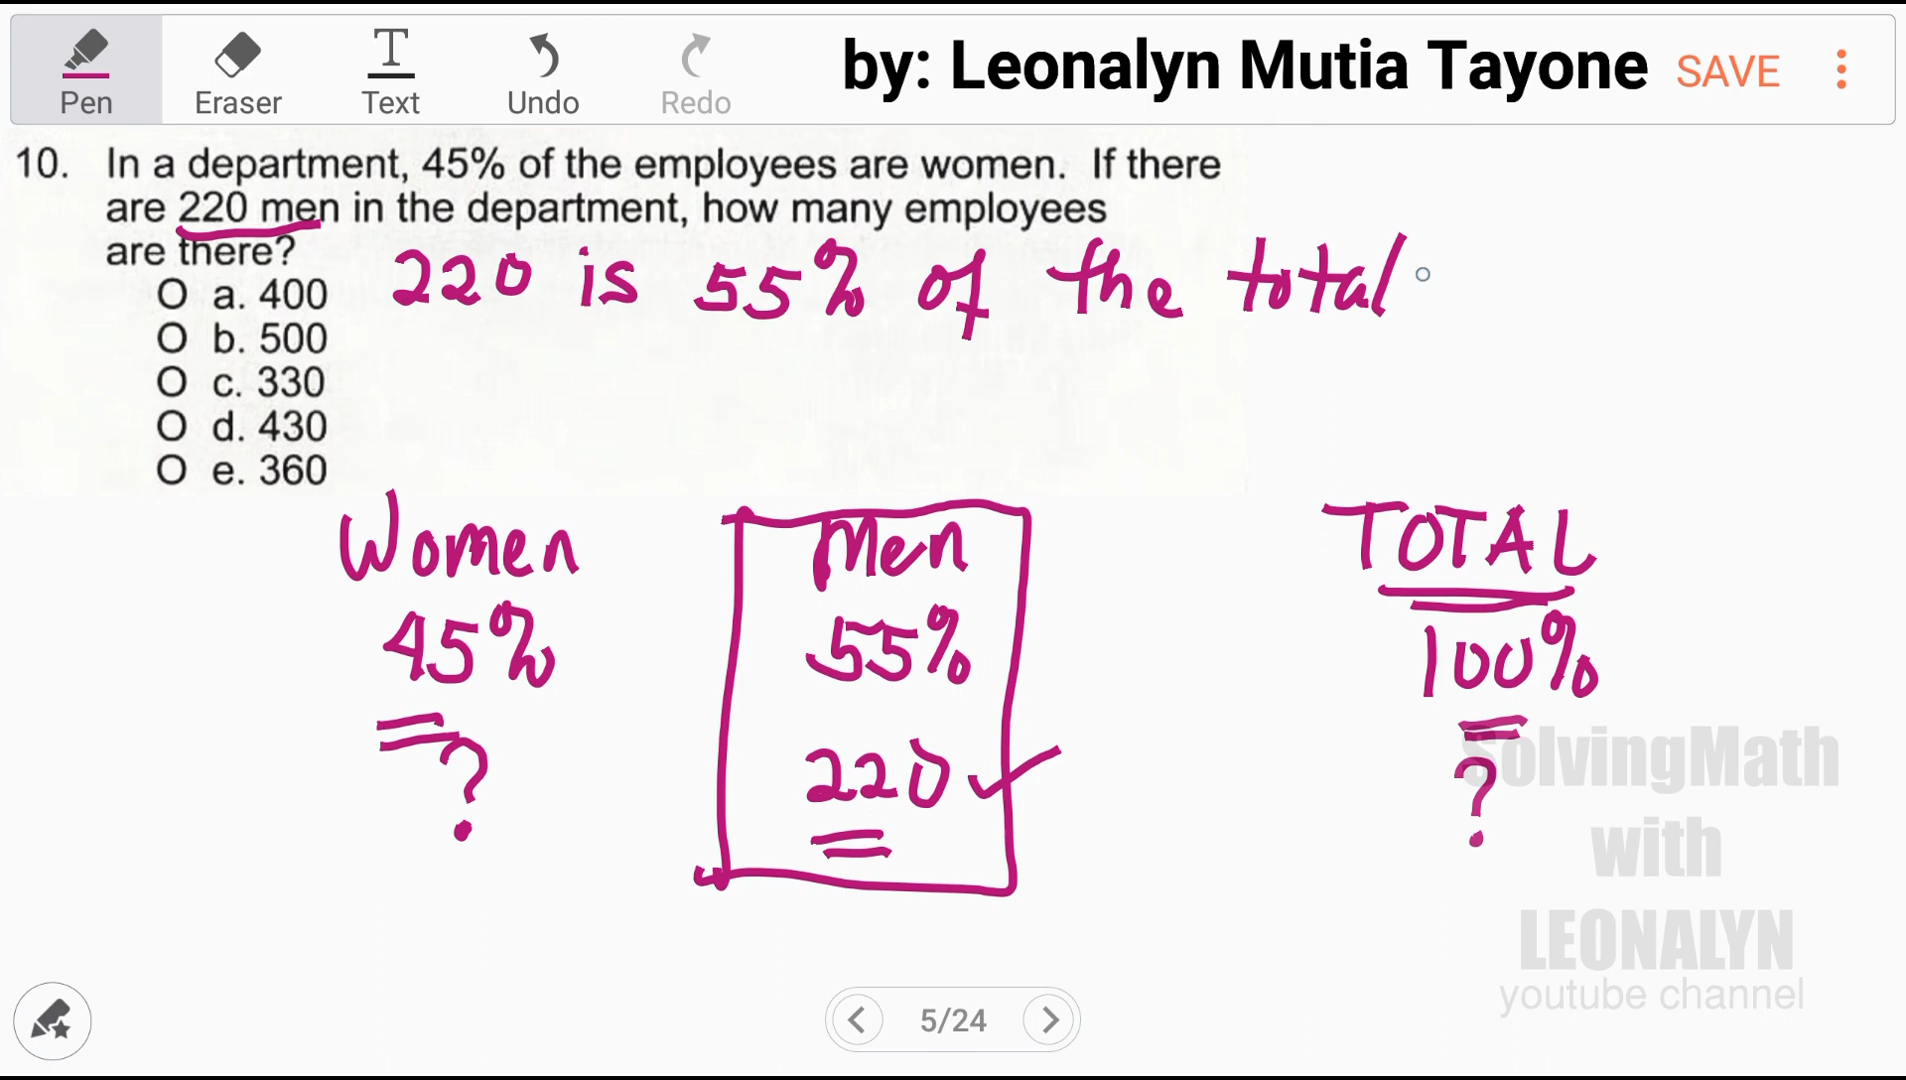 Pen
Eraser
Text
Undo
Redo
by: Leonalyn Mutia Tayone
SAVE
10. In a department, 45% of the employees are women. If there
are 220 men in the department, how many employees
are there?
220 is 55% of the total
O a. 400
O b. 500
O c. 330
O d. 430
O e. 360
Women Men TOTAL
45% 55% 100%
? 220 ✓ ?
SolvingMath
with
LEONALYN
youtube channel
5/24